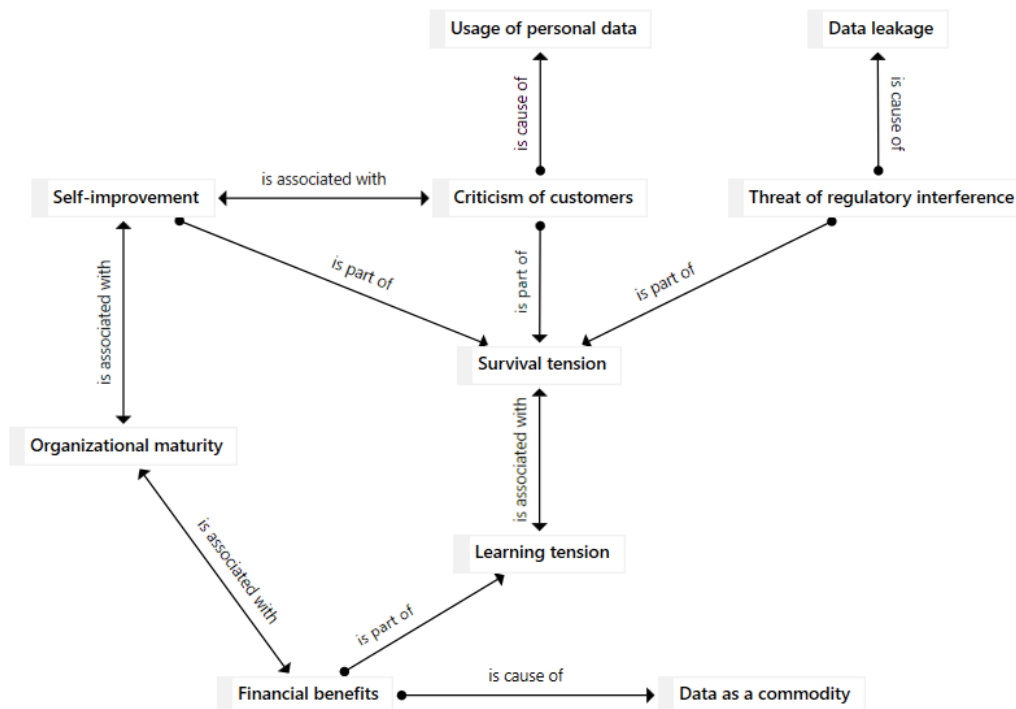 Usage of personal data
Data leakage
is cause of
is cause of
Self-improvement
is associated with
Criticism of customers
Threat of regulatory interference
is part of
is part of
is part of
is associated with
Survival tension
Organizational maturity
is associated with
is associated with
Learning tension
is part of
Financial benefits
is cause of
Data as a commodity